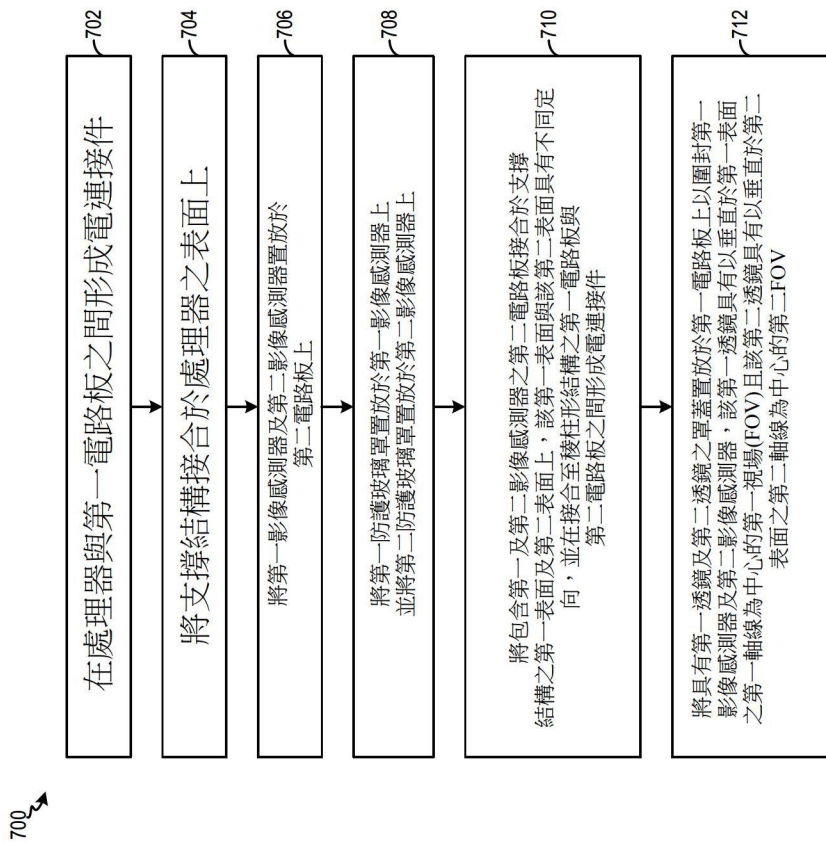 700
702
在處理器與第一電路板之間形成電連接件
704
將支撐結構接合於處理器之表面上
706
將第一影像感測器及第二影像感測器置放於
第二電路板上
708
將第一防護玻璃罩置放於第一影像感測器上
並將第二防護玻璃罩置放於第二影像感測器上
710
將包含第一及第二影像感測器之第二電路板接合於支撐
結構之第一表面及第二表面上，該第一表面與該第二表面具有不同定
向，並在接合至稜柱形結構之第一電路板與
第二電路板之間形成電連接件
712
將具有第一透鏡及第二透鏡之罩蓋置放於第一電路板上以圍封第一
影像感測器及第二影像感測器，該第一透鏡具有以垂直於第一表面
之第一軸線為中心的第一視場(FOV)且該第二透鏡具有以垂直於第二
表面之第二軸線為中心的第二FOV